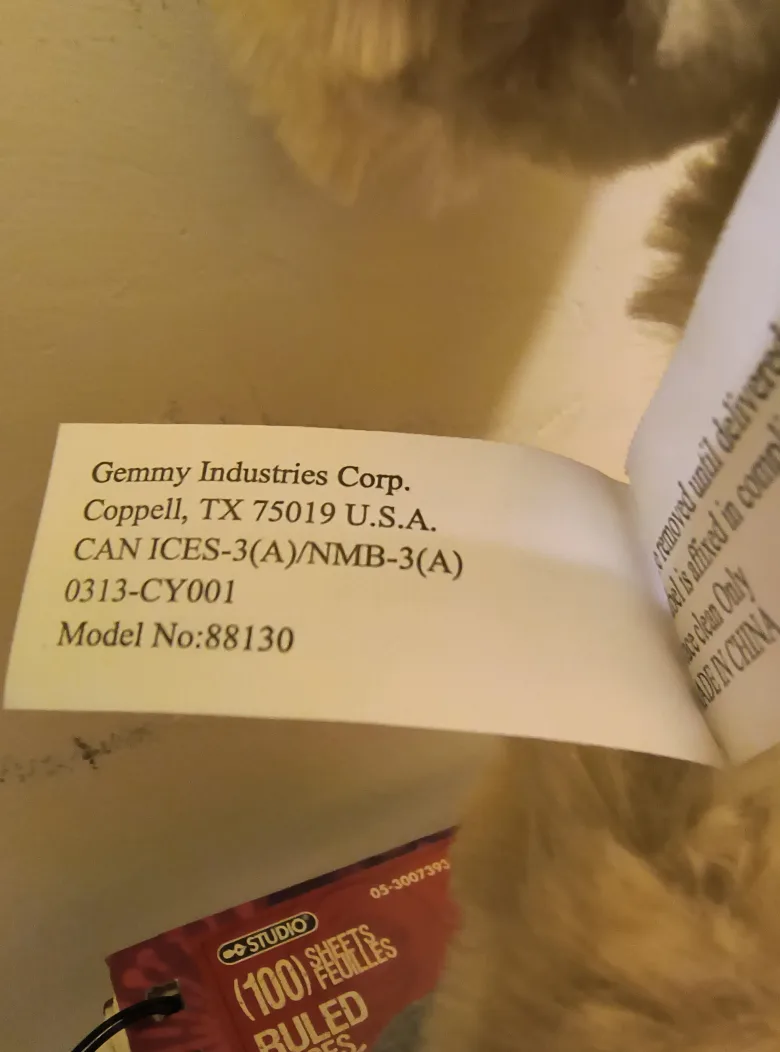 Gemmy Industries Corp.
Coppell, TX 75019 U.S.A.
CAN ICES-3(A)/NMB-3(A)
0313-CY001
Model No:88130
removed until delivered
is affixed in
clean Only
MADE IN CHINA
05-3007393
STUDIO
(100) SHEETS
FEUILLES
RULED